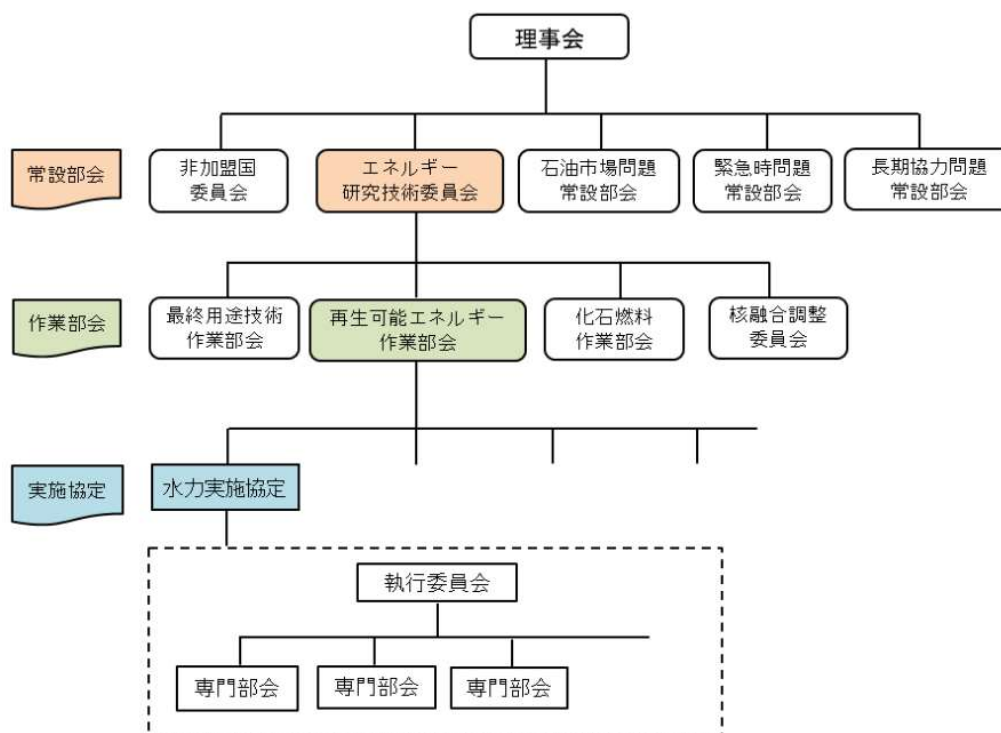 理事会
常設部会
非加盟国
委員会
エネルギー
研究技術委員会
石油市場問題
常設部会
緊急時問題
常設部会
長期協力問題
常設部会
作業部会
最終用途技術
作業部会
再生可能エネルギー
作業部会
化石燃料
作業部会
核融合調整
委員会
実施協定
水力実施協定
執行委員会
専門部会
専門部会
専門部会